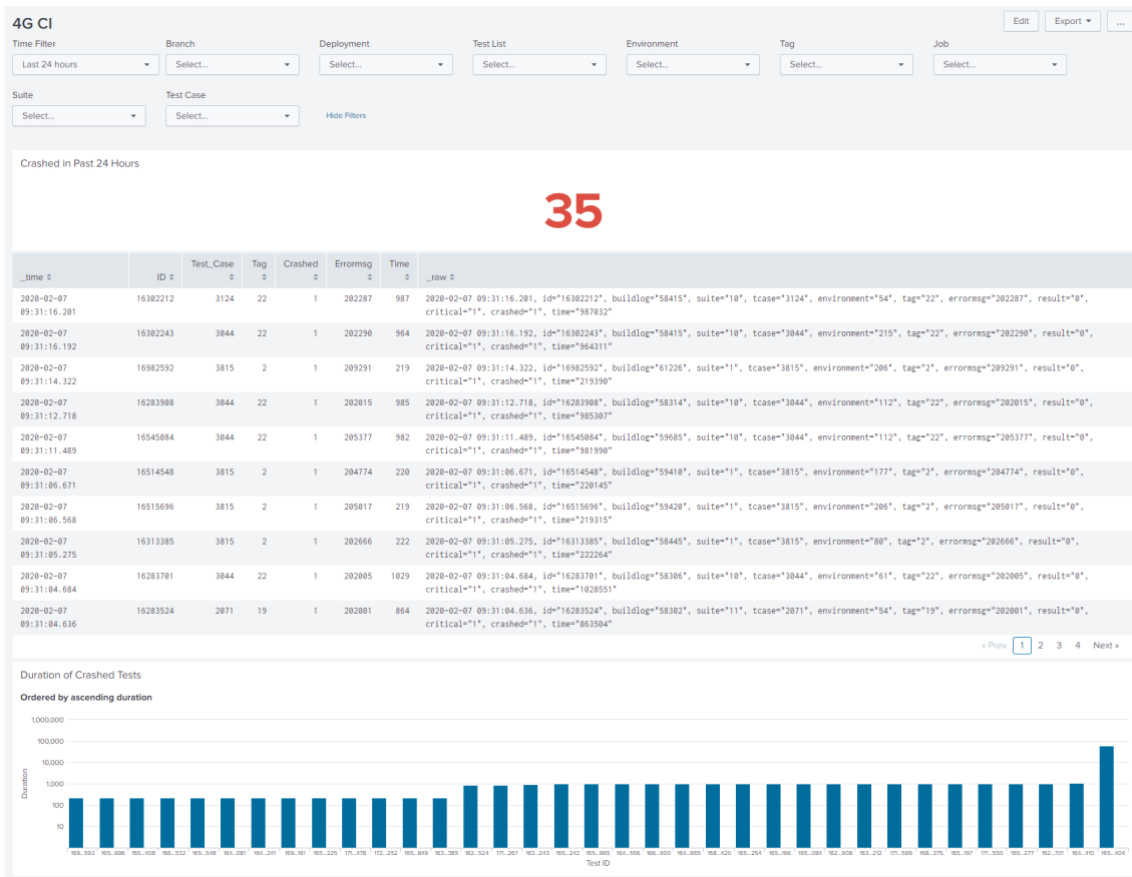 4G CI
Edit
Export
...
Time Filter
Branch
Deployment
Test List
Environment
Tag
Job
Last 24 hours
Select...
Select...
Select...
Select...
Select...
Select...
Suite
Test Case
Select...
Select...
Hide Filters
Crashed in Past 24 Hours
35
_time ID Test_Case Tag Crashed Errormsg Time _raw
2020-02-07 16302212 3124 22 1 202287 987 2020-02-07 09:31:16.201, id="16302212", buildlog="58415", suite="10", tcase="3124", environment="54", tag="22", errormsg="202287", result="0",
09:31:16.201 critical="1", crashed="1", time="987032"
2020-02-07 16302243 3044 22 1 202290 964 2020-02-07 09:31:16.192, id="16302243", buildlog="58415", suite="10", tcase="3044", environment="215", tag="22", errormsg="202290", result="0",
09:31:16.192 critical="1", crashed="1", time="964311"
2020-02-07 16982592 3815 2 1 209291 219 2020-02-07 09:31:14.322, id="16982592", buildlog="61226", suite="1", tcase="3815", environment="206", tag="2", errormsg="209291", result="0",
09:31:14.322 critical="1", crashed="1", time="219390"
2020-02-07 16283908 3044 22 1 202015 985 2020-02-07 09:31:12.718, id="16283908", buildlog="58314", suite="10", tcase="3044", environment="112", tag="22", errormsg="202015", result="0",
09:31:12.718 critical="1", crashed="1", time="985307"
2020-02-07 16545084 3044 22 1 205377 982 2020-02-07 09:31:11.489, id="16545084", buildlog="59685", suite="10", tcase="3044", environment="112", tag="22", errormsg="205377", result="0",
09:31:11.489 critical="1", crashed="1", time="981990"
2020-02-07 16514548 3815 2 1 204774 220 2020-02-07 09:31:06.671, id="16514548", buildlog="59410", suite="1", tcase="3815", environment="177", tag="2", errormsg="204774", result="0",
09:31:06.671 critical="1", crashed="1", time="220145"
2020-02-07 16515696 3815 2 1 205017 219 2020-02-07 09:31:06.568, id="16515696", buildlog="59420", suite="1", tcase="3815", environment="206", tag="2", errormsg="205017", result="0",
09:31:06.568 critical="1", crashed="1", time="219315"
2020-02-07 16313385 3815 2 1 202666 222 2020-02-07 09:31:05.275, id="16313385", buildlog="58445", suite="1", tcase="3815", environment="80", tag="2", errormsg="202666", result="0",
09:31:05.275 critical="1", crashed="1", time="222264"
2020-02-07 16283701 3044 22 1 202005 1029 2020-02-07 09:31:04.684, id="16283701", buildlog="58306", suite="10", tcase="3044", environment="61", tag="22", errormsg="202005", result="0",
09:31:04.684 critical="1", crashed="1", time="1028551"
2020-02-07 16283524 2071 19 1 202001 864 2020-02-07 09:31:04.636, id="16283524", buildlog="58302", suite="11", tcase="2071", environment="54", tag="19", errormsg="202001", result="0",
09:31:04.636 critical="1", crashed="1", time="863504"
« Prev 1 2 3 4 Next »
Duration of Crashed Tests
Ordered by ascending duration
1,000,000
100,000
10,000
1,000
100
10
Duration
Test ID